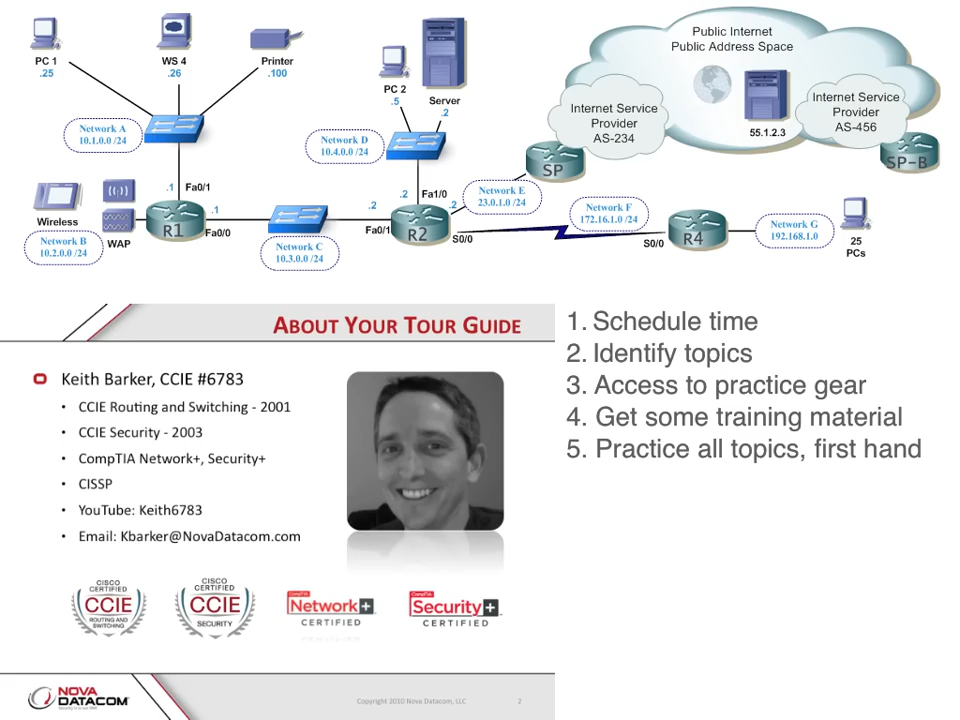 PC 1
.25
WS 4
.26
Printer
.100
PC 2
.5
Server
.2
Public Internet
Public Address Space
Internet Service
Provider
AS-234
55.1.2.3
Internet Service
Provider
AS-456
SP
SP-B
Network A
10.1.0.0 /24
Network D
10.4.0.0 /24
.1 Fa0/1
.2 Fa1/0
Network E
23.0.1.0 /24
Wireless
WAP
Network B
10.2.0.0 /24
R1
.1
Fa0/0
Network C
10.3.0.0 /24
.2
Fa0/1
R2
.2
S0/0
Network F
172.16.1.0 /24
S0/0
R4
Network G
192.168.1.0
25
PCs
About Your Tour Guide
Keith Barker, CCIE #6783
• CCIE Routing and Switching - 2001
• CCIE Security - 2003
• CompTIA Network+, Security+
• CISSP
• YouTube: Keith6783
• Email: Kbarker@NovaDatacom.com
CISCO
CERTIFIED
CCIE
ROUTING AND
SWITCHING
CISCO
CERTIFIED
CCIE
SECURITY
CompTIA
Network+
CERTIFIED
CompTIA
Security+
CERTIFIED
NOVA
DATACOM
Copyright 2010 Nova Datacom, LLC
2
1. Schedule time
2. Identify topics
3. Access to practice gear
4. Get some training material
5. Practice all topics, first hand